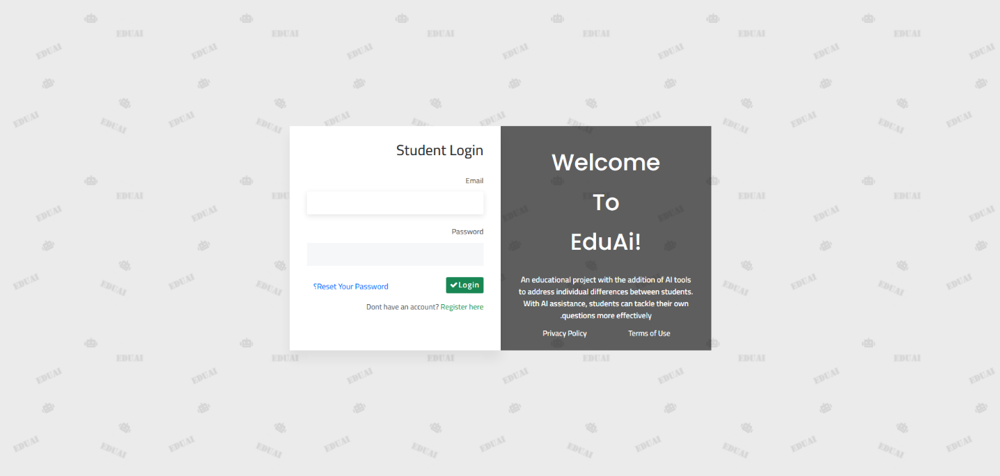 Student Login
Email
Password
؟Reset Your Password
Login
Dont have an account? Register here
Welcome
To
EduAi!
An educational project with the addition of AI tools
to address individual differences between students.
With AI assistance, students can tackle their own
.questions more effectively
Privacy Policy
Terms of Use
EDUAI